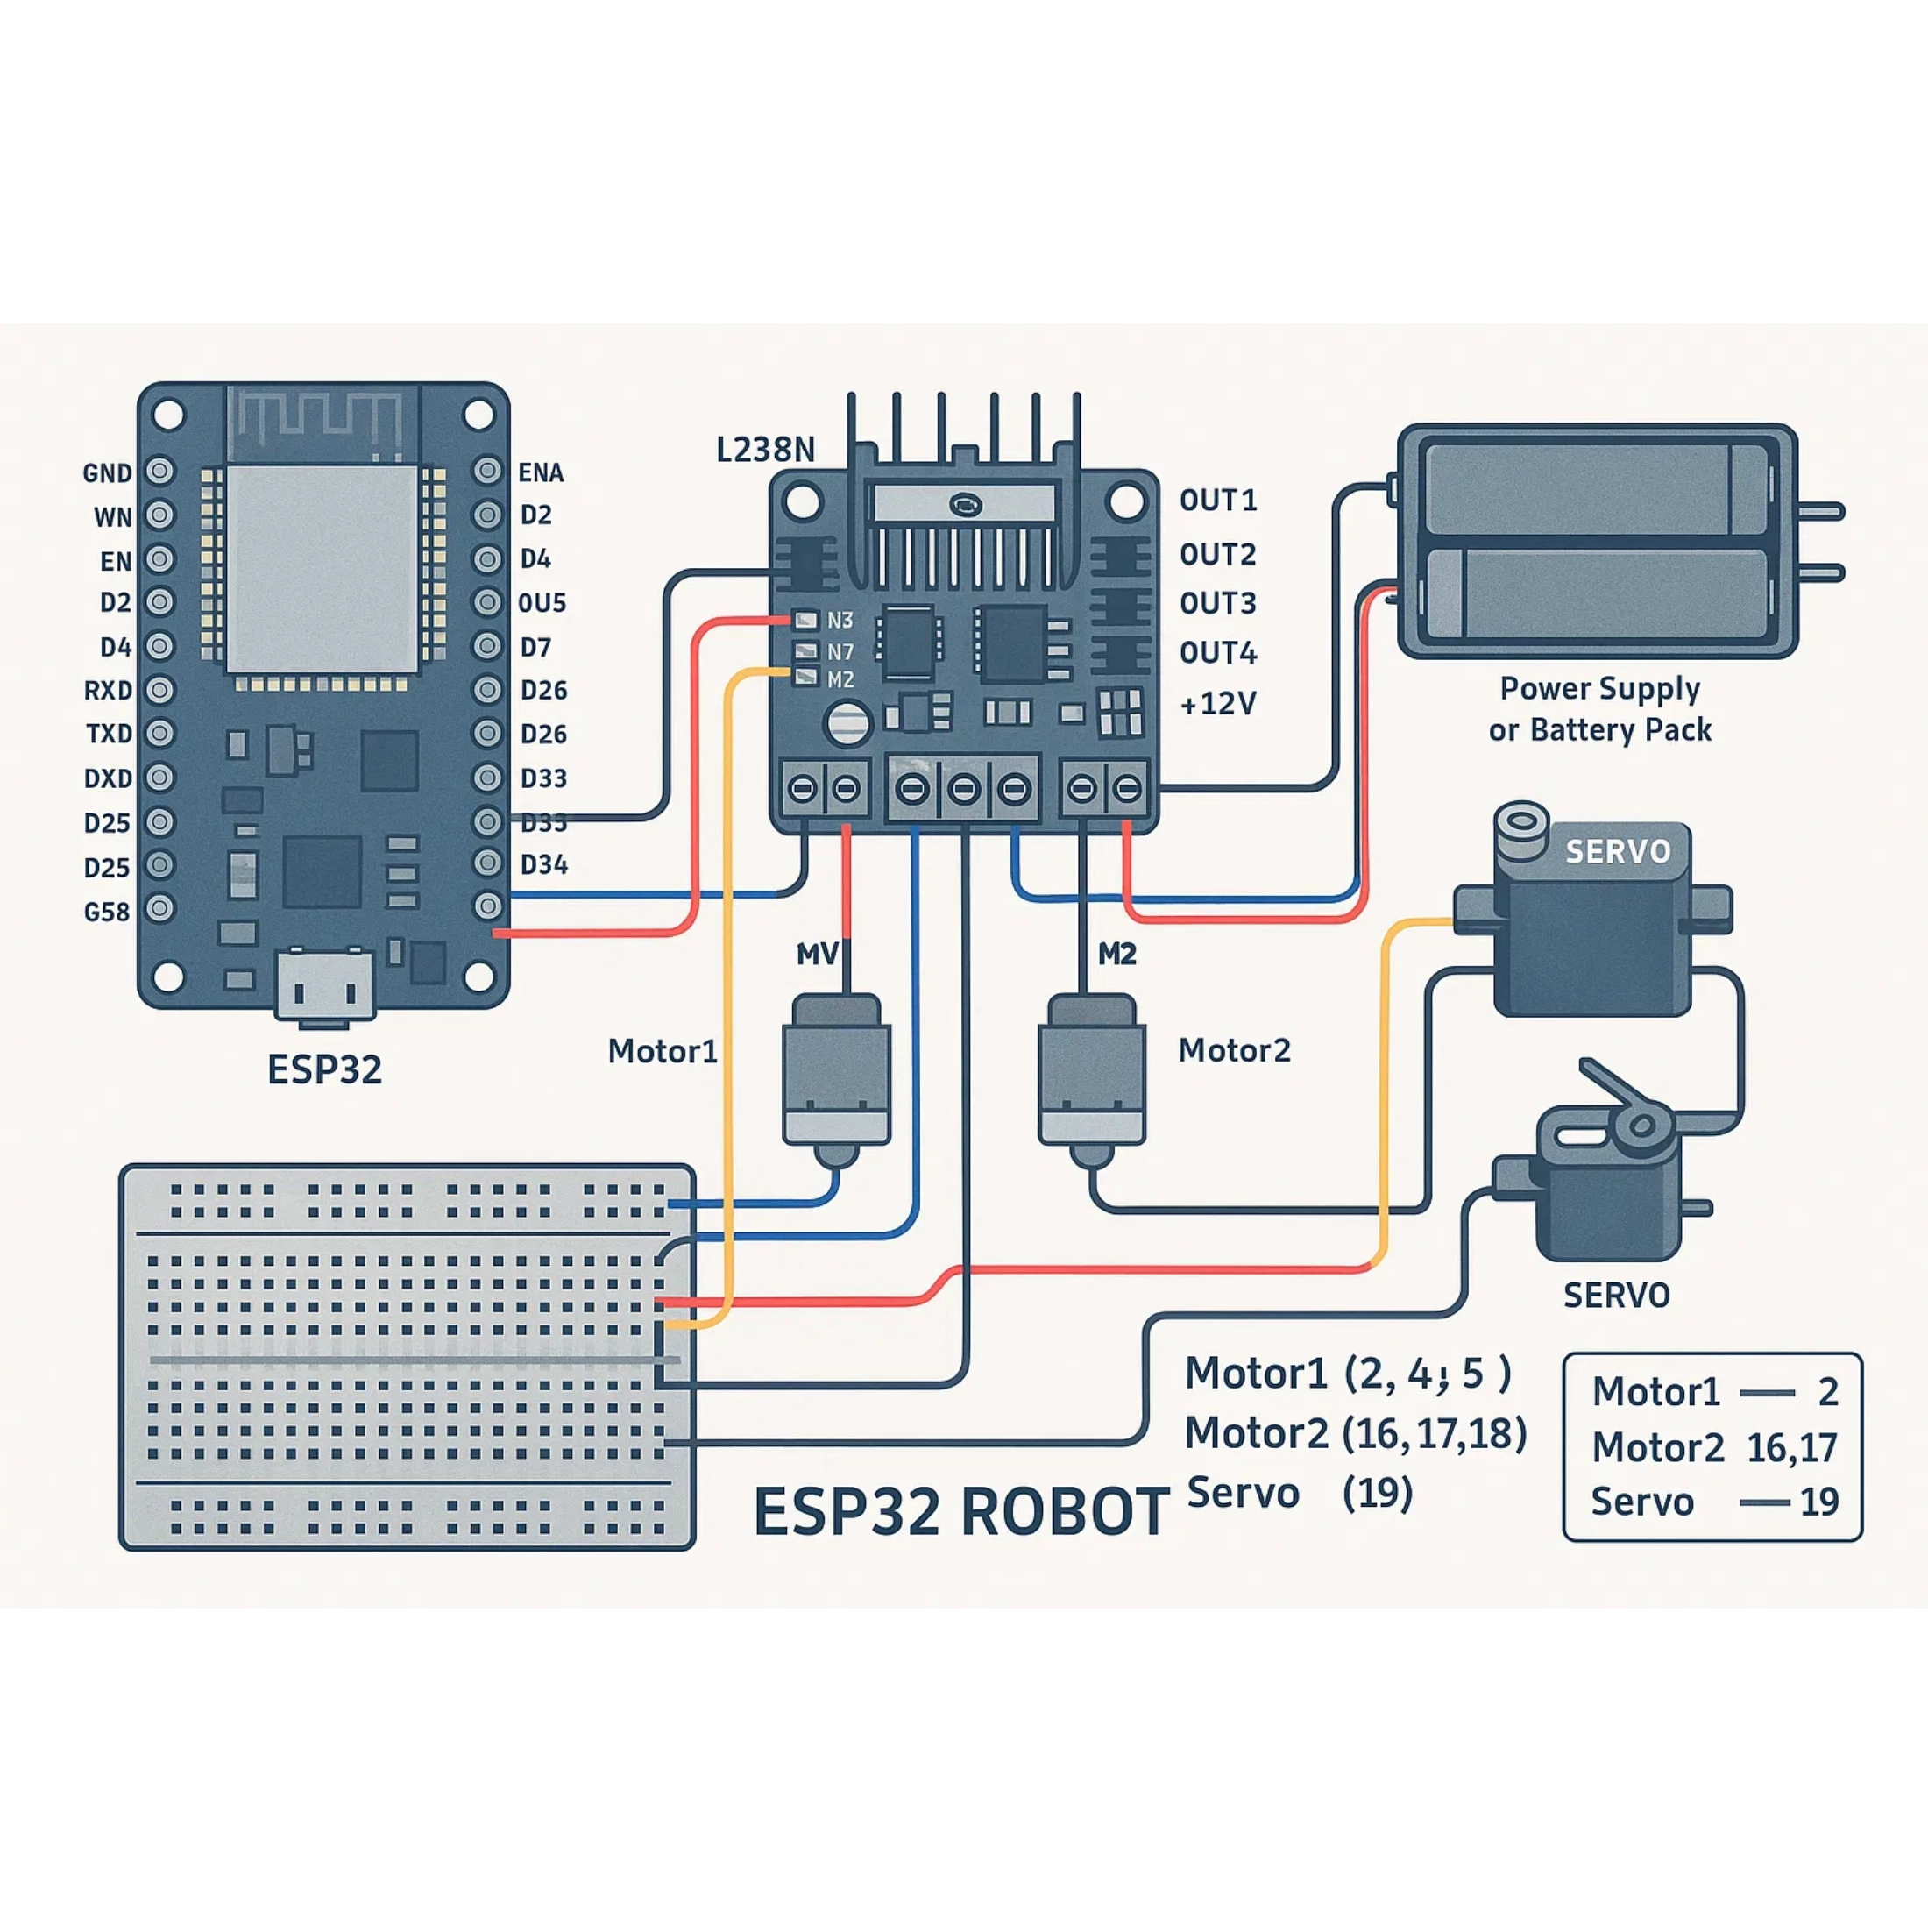 GND
WN
EN
D2
D4
RXD
TXD
DXD
D25
D25
G58
ENA
D2
D4
0U5
D7
D26
D26
D33
D35
D34
ESP32
L238N
N3
N7
M2
OUT1
OUT2
OUT3
OUT4
+12V
Power Supply
or Battery Pack
SERVO
MV
M2
Motor1
Motor2
SERVO
Motor1 (2, 4; 5 )
Motor2 (16, 17,18)
Servo (19)
ESP32 ROBOT
Motor1 — 2
Motor2 16,17
Servo — 19